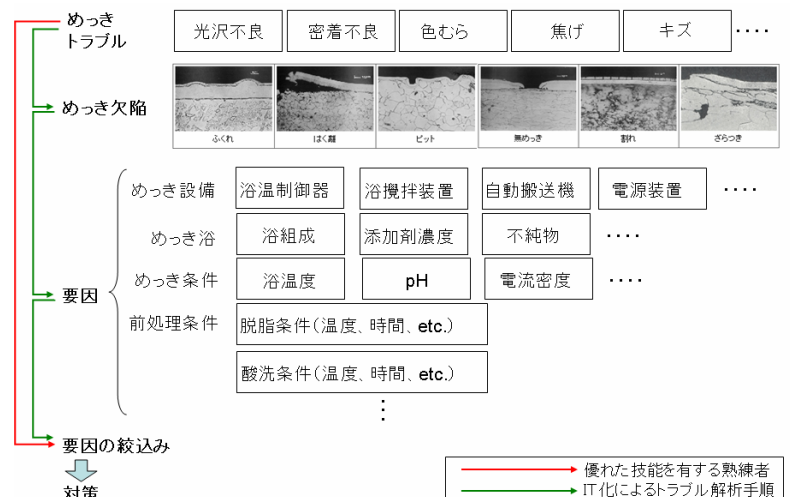 めっき
トラブル
光沢不良 密着不良 色むら 焦げ キズ ････
めっき欠陥
ふくれ はく離 ピット 無めっき 割れ ざらつき
めっき設備 浴温制御器 浴攪拌装置 自動搬送機 電源装置 ････
めっき浴 浴組成 添加剤濃度 不純物 ････
めっき条件 浴温度 pH 電流密度 ････
要因
前処理条件 脱脂条件(温度、時間、etc.)
酸洗条件(温度、時間、etc.)
⋮
要因の絞込み
対策
優れた技能を有する熟練者
IT化によるトラブル解析手順